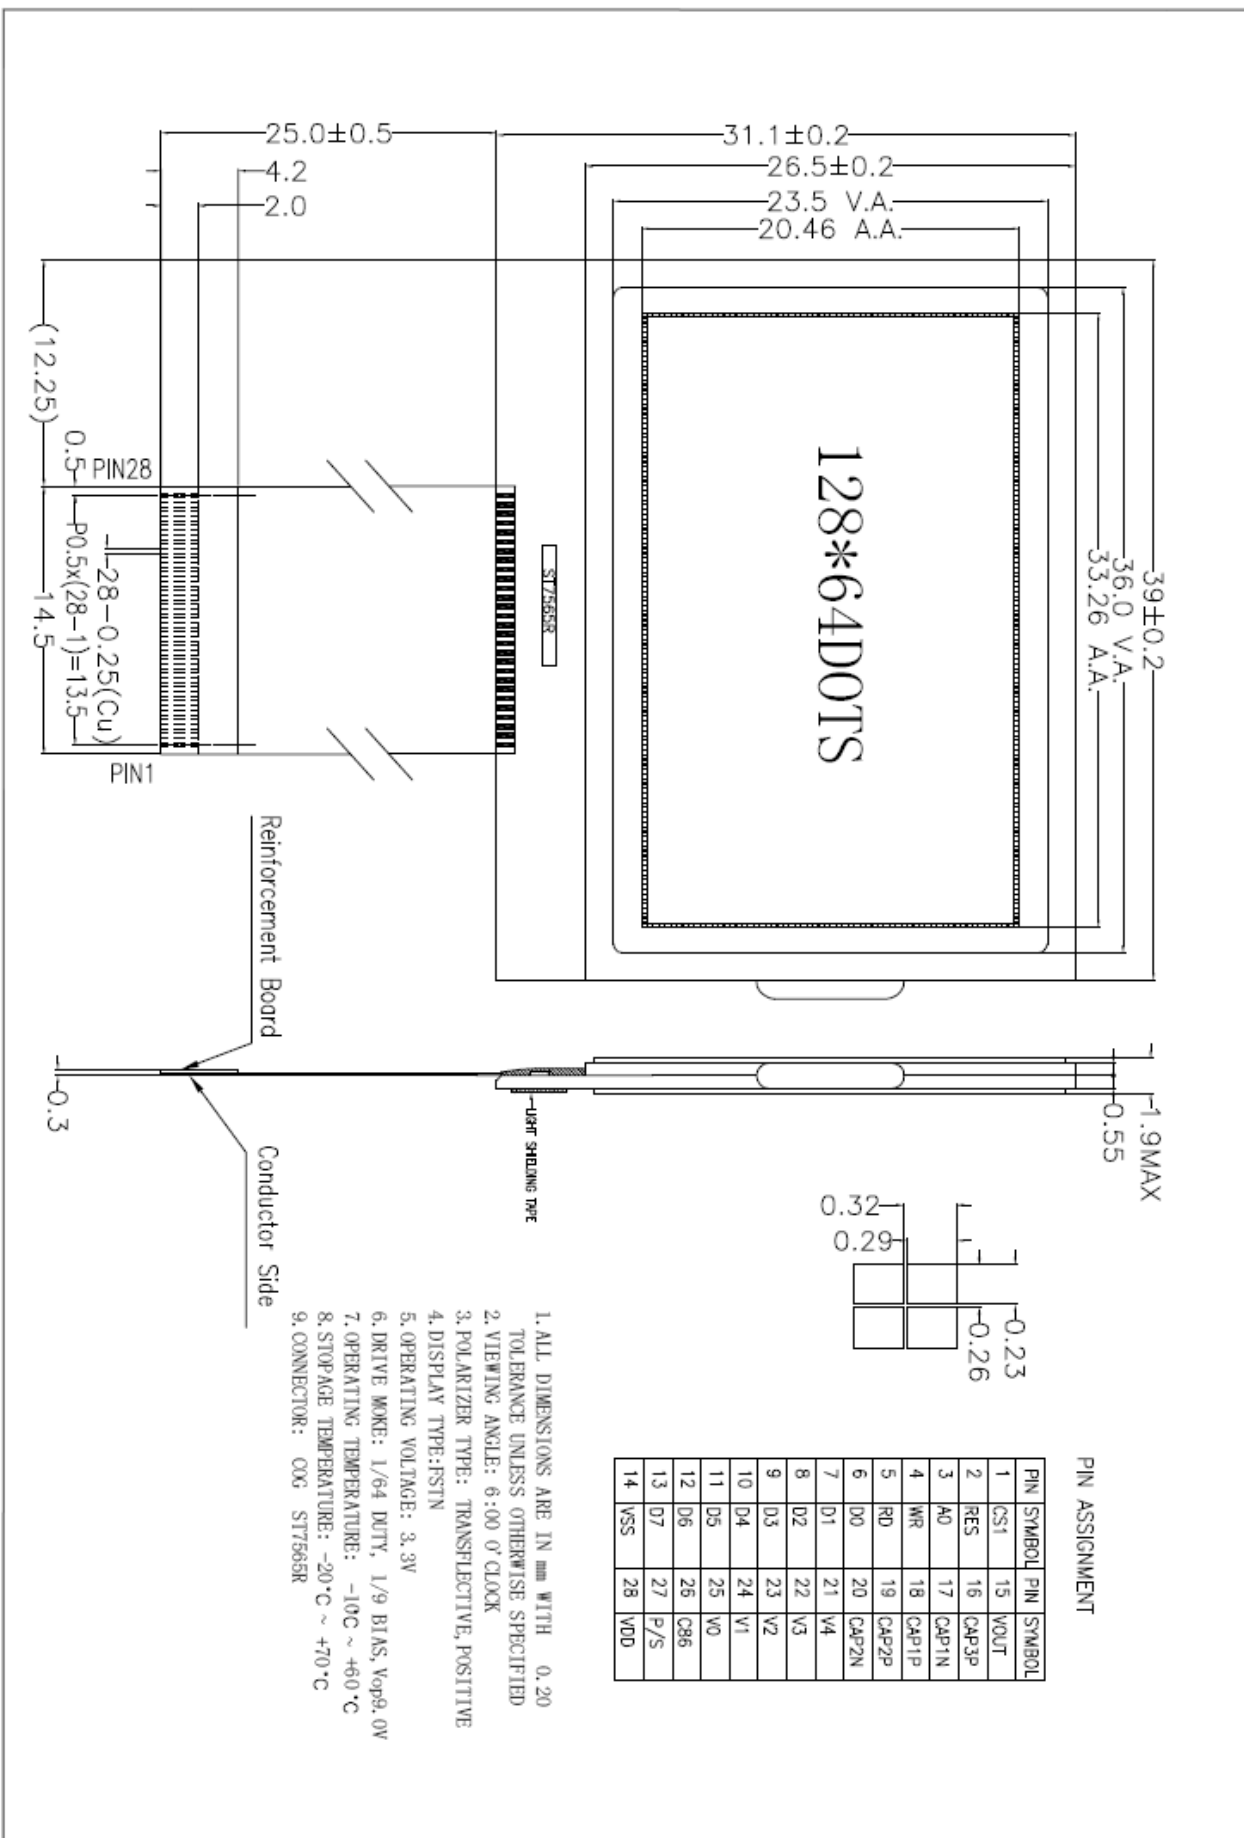 39±0.2
36.0 V.A.
33.26 A.A.
31.1±0.2
26.5±0.2
23.5 V.A.
20.46 A.A.
128*64DOTS
ST7565R
25.0±0.5
4.2
2.0
(12.25)
0.5
PIN28
28-0.25(Cu)
P0.5x(28-1)=13.5
14.5
PIN1
1.9MAX
0.55
LIGHT SHIELDING TAPE
Reinforcement Board
Conductor Side
0.3
0.32
0.29
0.23
0.26
PIN ASSIGNMENT
PIN SYMBOL PIN SYMBOL
1 CS1 15 VOUT
2 RES 16 CAP3P
3 A0 17 CAP1N
4 WR 18 CAP1P
5 RD 19 CAP2P
6 D0 20 CAP2N
7 D1 21 V4
8 D2 22 V3
9 D3 23 V2
10 D4 24 V1
11 D5 25 V0
12 D6 26 C86
13 D7 27 P/S
14 VSS 28 VDD
1. ALL DIMENSIONS ARE IN mm WITH 0.20
TOLERANCE UNLESS OTHERWISE SPECIFIED
2. VIEWING ANGLE: 6:00 O'CLOCK
3. POLARIZER TYPE: TRANSFLECTIVE, POSITIVE
4. DISPLAY TYPE:FSTN
5. OPERATING VOLTAGE: 3.3V
6. DRIVE MOKE: 1/64 DUTY, 1/9 BIAS, Vop9.0V
7. OPERATING TEMPERATURE: -10°C ~ +60°C
8. STOPAGE TEMPERATURE: -20°C ~ +70°C
9. CONNECTOR: COG ST7565R